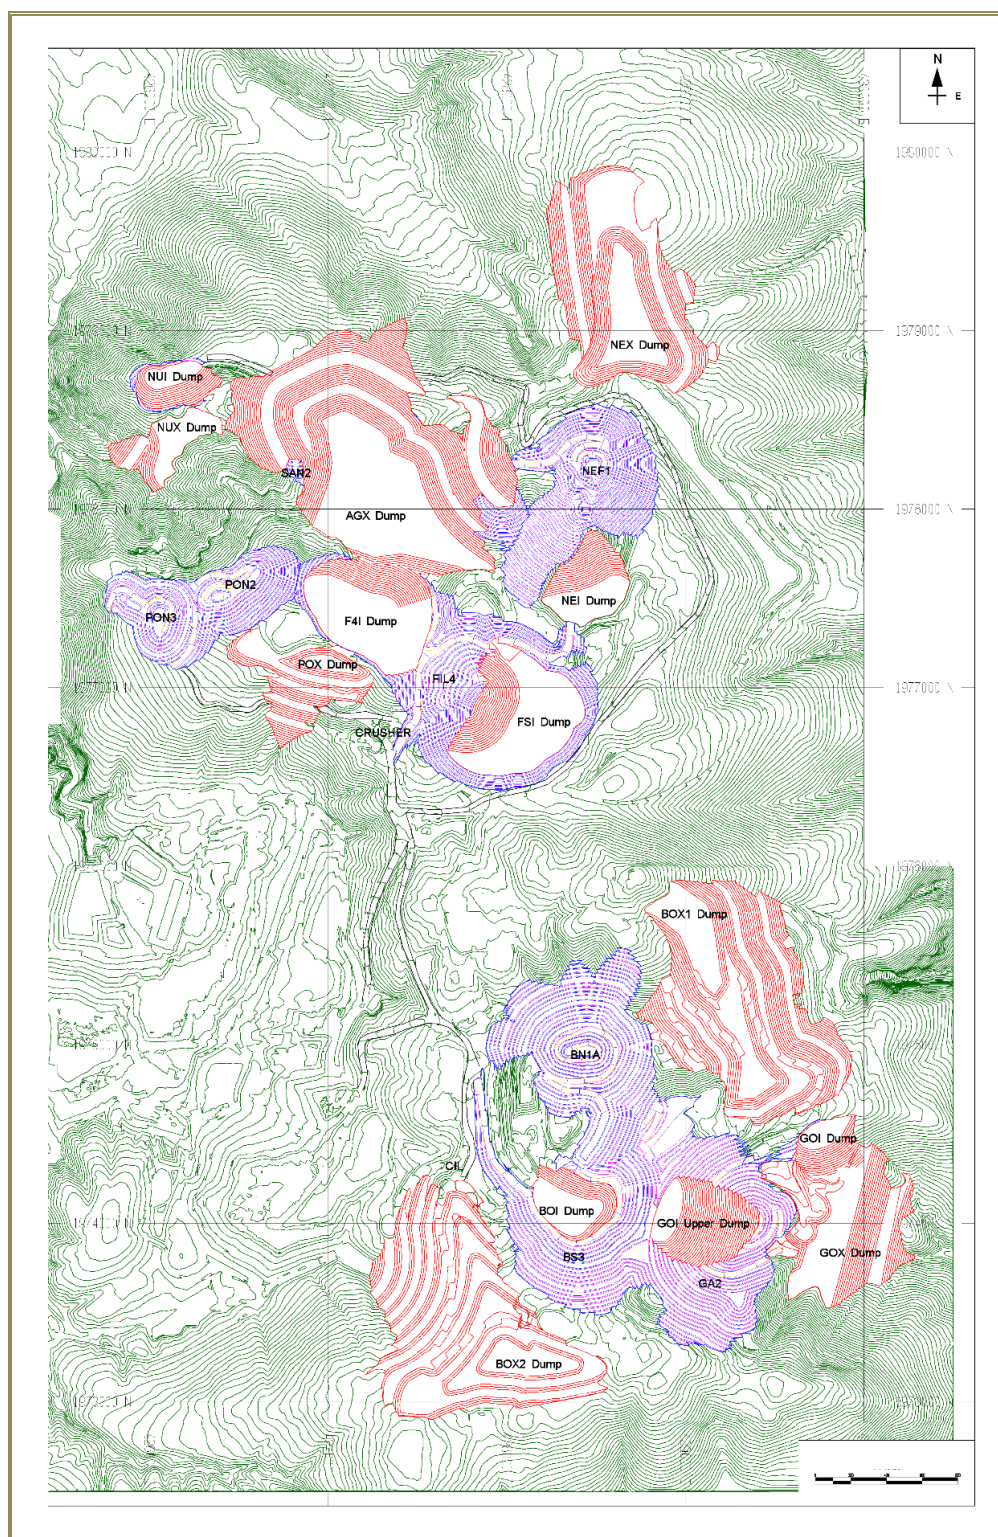 N
E
1980000 N
NEX Dump
1979000 N
NUI Dump
NUX Dump
SAN2
NEF1
AGX Dump
1978000 N
PON2
NEI Dump
PON3
F4I Dump
POX Dump
FIL4
1977000 N
FSI Dump
CRUSHER
BOX1 Dump
BN1A
GOI Dump
CIL
BOI Dump
GOI Upper Dump
GOX Dump
BS3
GA2
BOX2 Dump